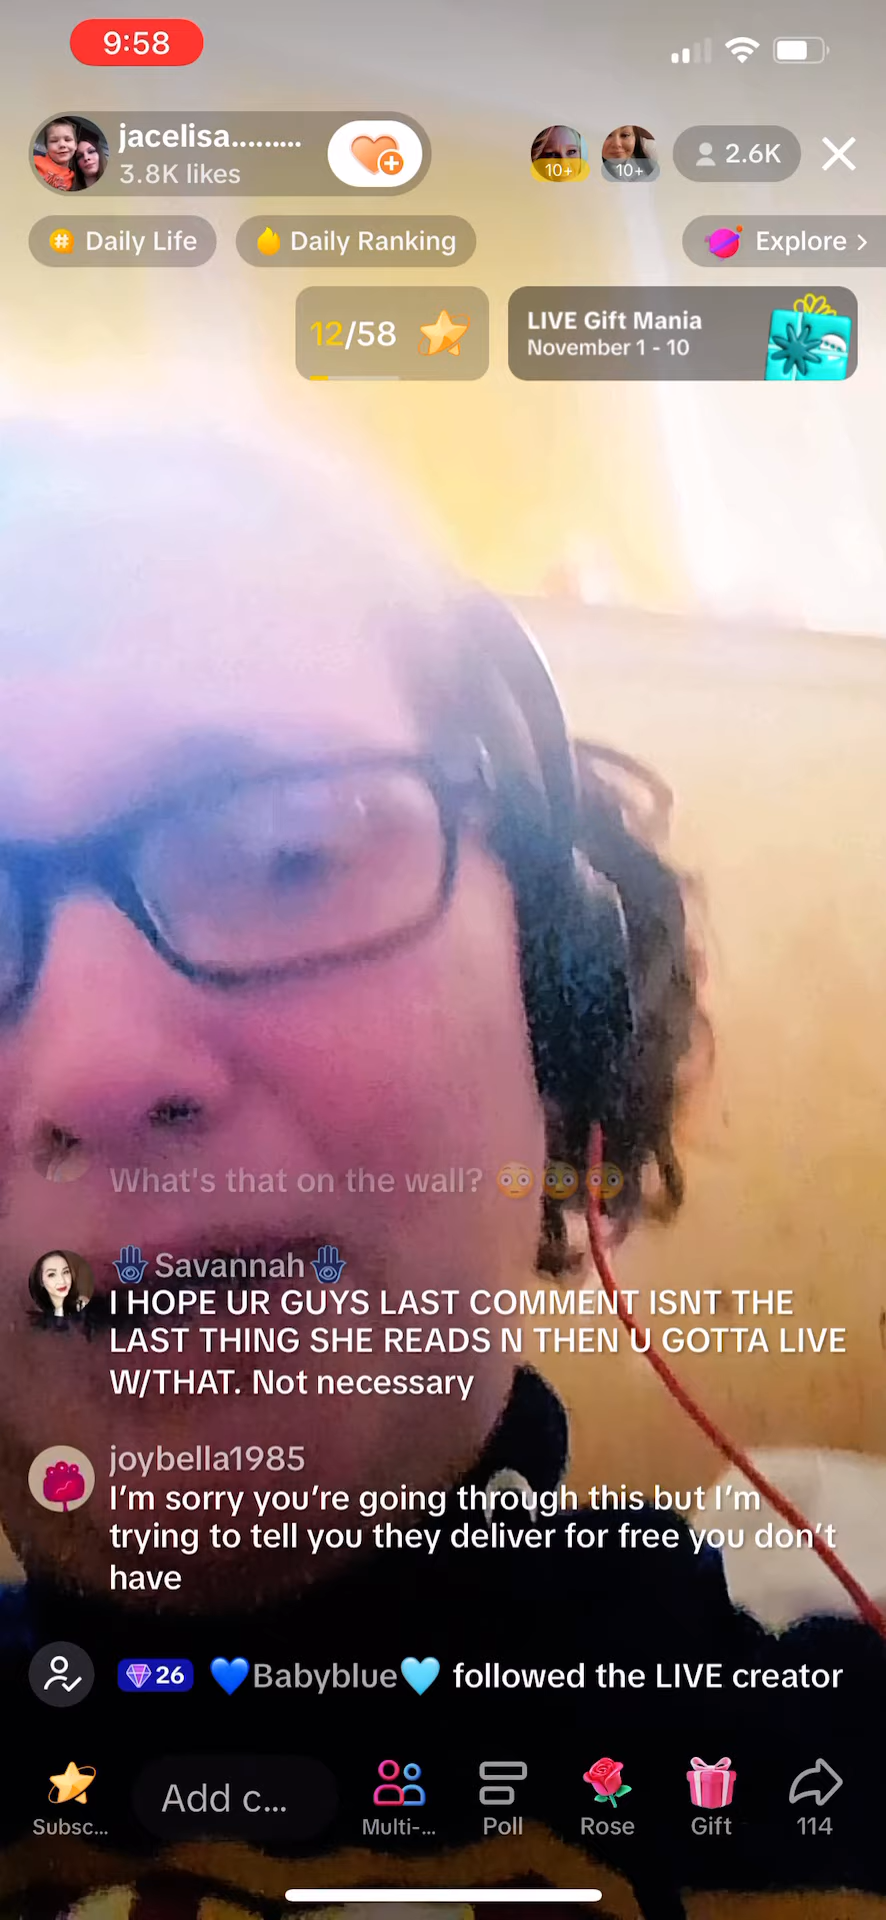 9:58
jacelisa.........
3.8K likes
10+
10+
2.6K
Daily Life
Daily Ranking
Explore >
12/58
LIVE Gift Mania
November 1 - 10
What's that on the wall? 😳😳😳
🪬Savannah🪬
I HOPE UR GUYS LAST COMMENT ISNT THE
LAST THING SHE READS N THEN U GOTTA LIVE
W/THAT. Not necessary
joybella1985
I'm sorry you're going through this but I'm
trying to tell you they deliver for free you don't
have
26 💙Babyblue🩵 followed the LIVE creator
Add c...
Subsc...
Multi-...
Poll
Rose
Gift
114